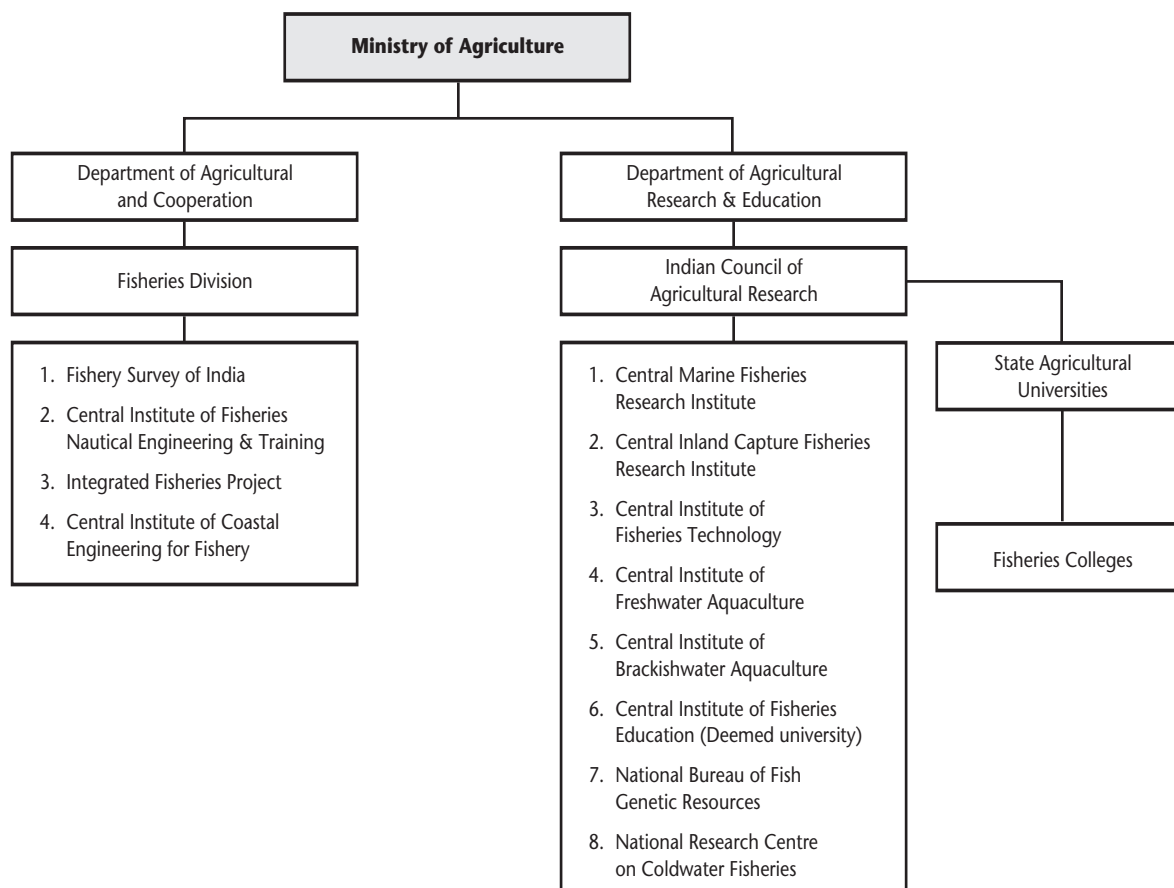 Ministry of Agriculture
Department of Agricultural
and Cooperation
Department of Agricultural
Research & Education
Fisheries Division
Indian Council of
Agricultural Research
1. Fishery Survey of India
2. Central Institute of Fisheries
Nautical Engineering & Training
3. Integrated Fisheries Project
4. Central Institute of Coastal
Engineering for Fishery
1. Central Marine Fisheries
Research Institute
2. Central Inland Capture Fisheries
Research Institute
3. Central Institute of
Fisheries Technology
4. Central Institute of
Freshwater Aquaculture
5. Central Institute of
Brackishwater Aquaculture
6. Central Institute of Fisheries
Education (Deemed university)
7. National Bureau of Fish
Genetic Resources
8. National Research Centre
on Coldwater Fisheries
State Agricultural
Universities
Fisheries Colleges